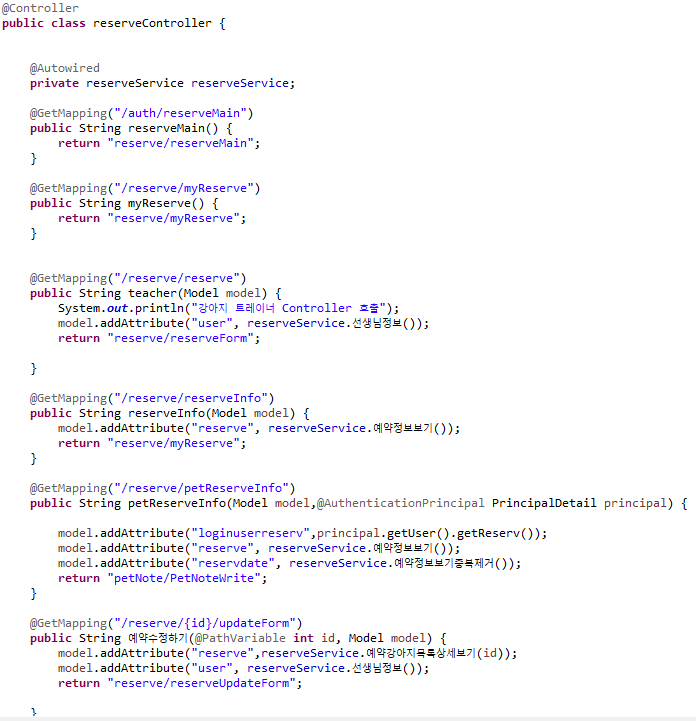 @Controller
public class reserveController {
@Autowired
private reserveService reserveService;
@GetMapping("/auth/reserveMain")
public String reserveMain() {
return "reserve/reserveMain";
}
@GetMapping("/reserve/myReserve")
public String myReserve() {
return "reserve/myReserve";
}
@GetMapping("/reserve/reserve")
public String teacher(Model model) {
System.out.println("강아지 트레이너 Controller 호출");
model.addAttribute("user", reserveService.선생님정보());
return "reserve/reserveForm";
}
@GetMapping("/reserve/reserveInfo")
public String reserveInfo(Model model) {
model.addAttribute("reserve", reserveService.예약정보보기());
return "reserve/myReserve";
}
@GetMapping("/reserve/petReserveInfo")
public String petReserveInfo(Model model,@AuthenticationPrincipal PrincipalDetail principal) {
model.addAttribute("loginuserreserv",principal.getUser().getReserv());
model.addAttribute("reserve", reserveService.예약정보보기());
model.addAttribute("reservdate", reserveService.예약정보보기중복제거());
return "petNote/PetNoteWrite";
}
@GetMapping("/reserve/{id}/updateForm")
public String 예약수정하기(@PathVariable int id, Model model) {
model.addAttribute("reserve",reserveService.예약강아지목록상세보기(id));
model.addAttribute("user", reserveService.선생님정보());
return "reserve/reserveUpdateForm";
}